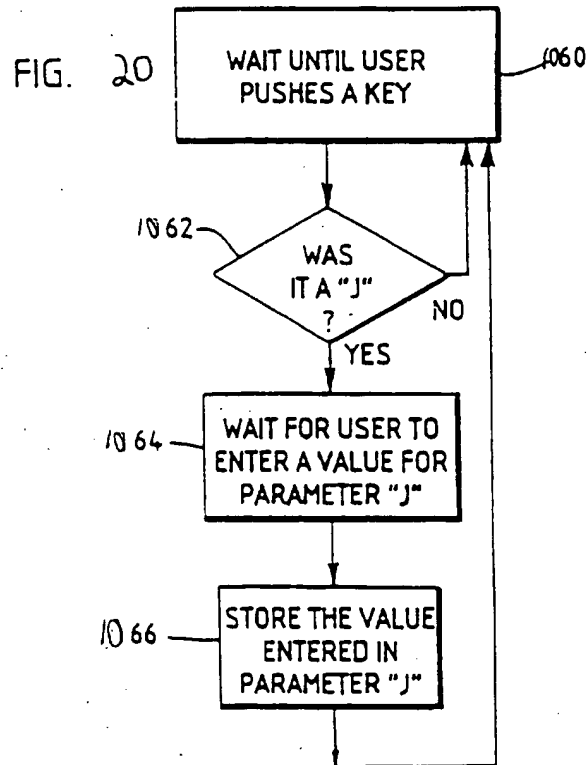 FIG. 20
WAIT UNTIL USER
PUSHES A KEY
1060
1062
WAS
IT A "J"
?
NO
YES
1064
WAIT FOR USER TO
ENTER A VALUE FOR
PARAMETER "J"
1066
STORE THE VALUE
ENTERED IN
PARAMETER "J"